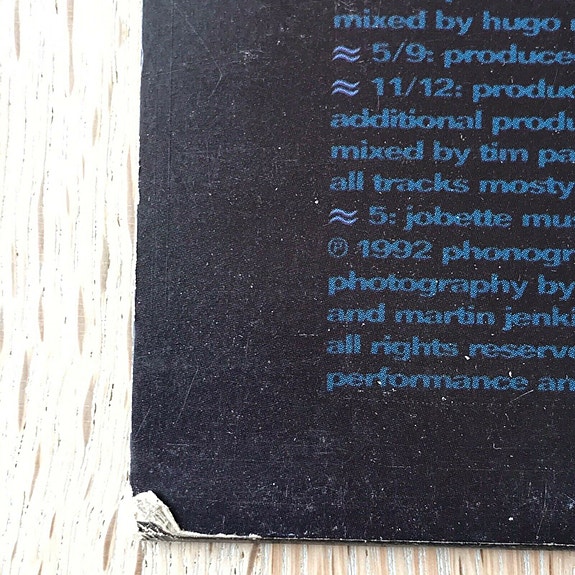 mixed by hugo
≈ 5/9: produce
≈ 11/12: produc
additional produ
mixed by tim pa
all tracks mosty
≈ 5: jobette mu
℗ 1992 phonogr
photography by
and martin jenki
all rights reserve
performance an